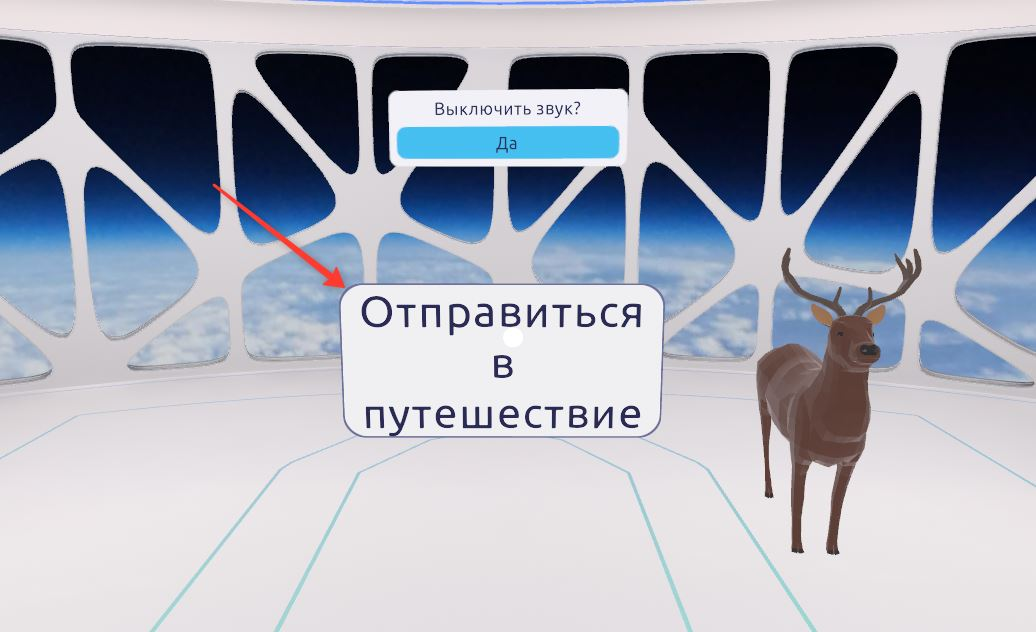 Выключить звук?
Да
Отправиться
в
путешествие